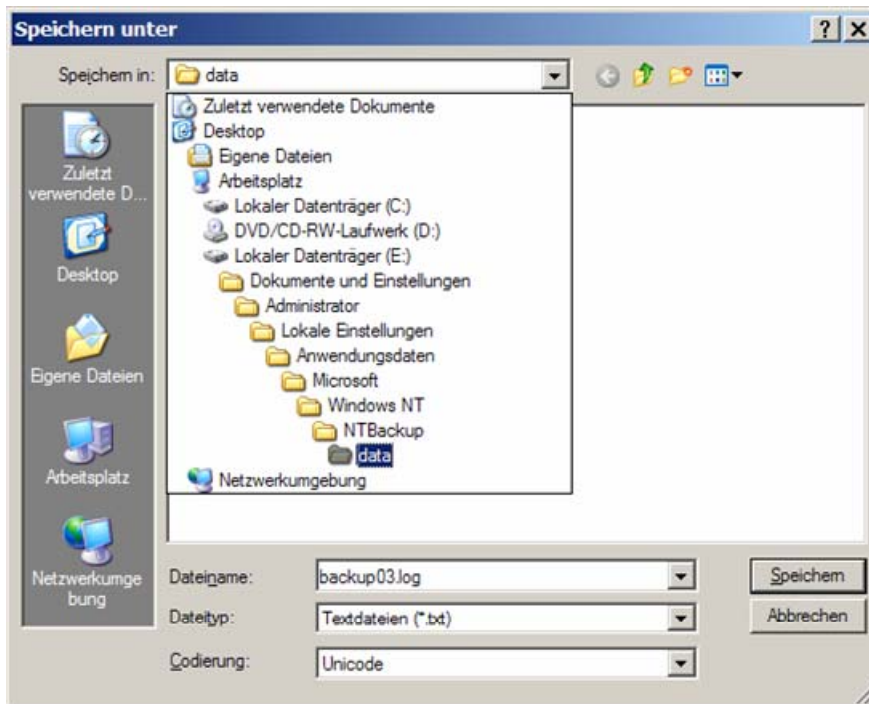 Speichern unter
Speichern in:
data
Zuletzt verwendete Dokumente
Desktop
Eigene Dateien
Arbeitsplatz
Lokaler Datenträger (C:)
DVD/CD-RW-Laufwerk (D:)
Lokaler Datenträger (E:)
Dokumente und Einstellungen
Administrator
Lokale Einstellungen
Anwendungsdaten
Microsoft
Windows NT
NTBackup
data
Netzwerkumgebung
Zuletzt
verwendete D...
Desktop
Eigene Dateien
Arbeitsplatz
Netzwerkumge
bung
Dateiname:
backup03.log
Speichern
Dateityp:
Textdateien (*.txt)
Abbrechen
Codierung:
Unicode